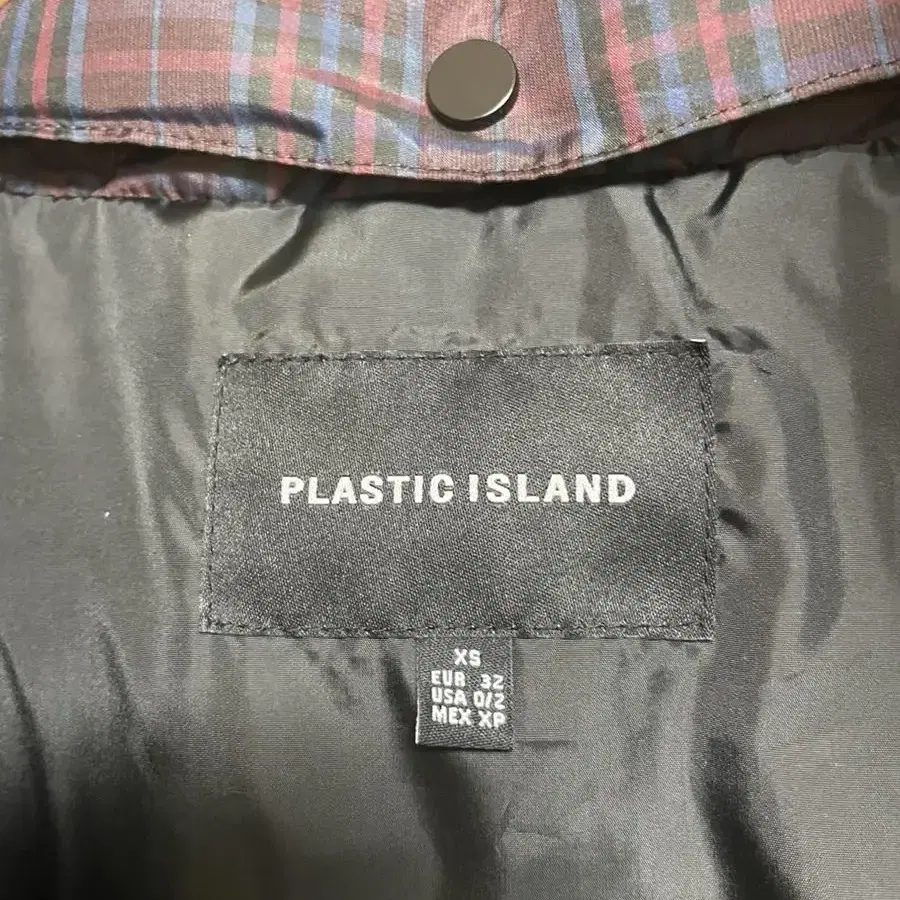 PLASTIC ISLAND
XS
EUR 32
USA 0/2
MEX XP